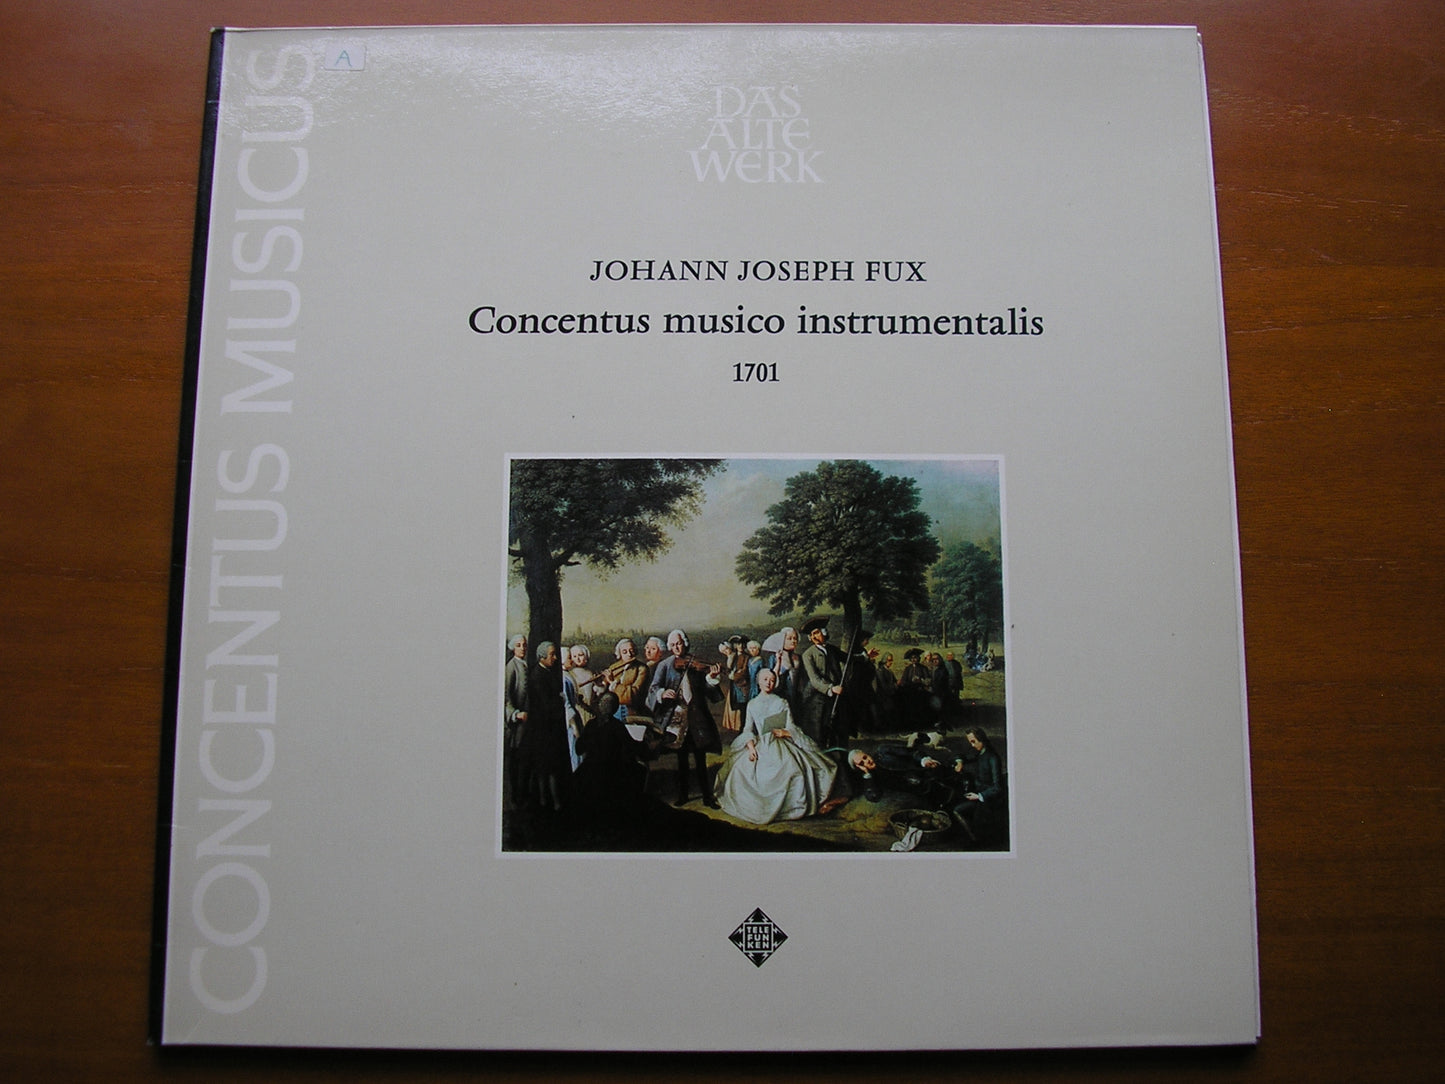 CONCENTUS MUSICUS
A
DAS
ALTE
WERK
JOHANN JOSEPH FUX
Concentus musico instrumentalis
1701
TELE
FUN
KEN